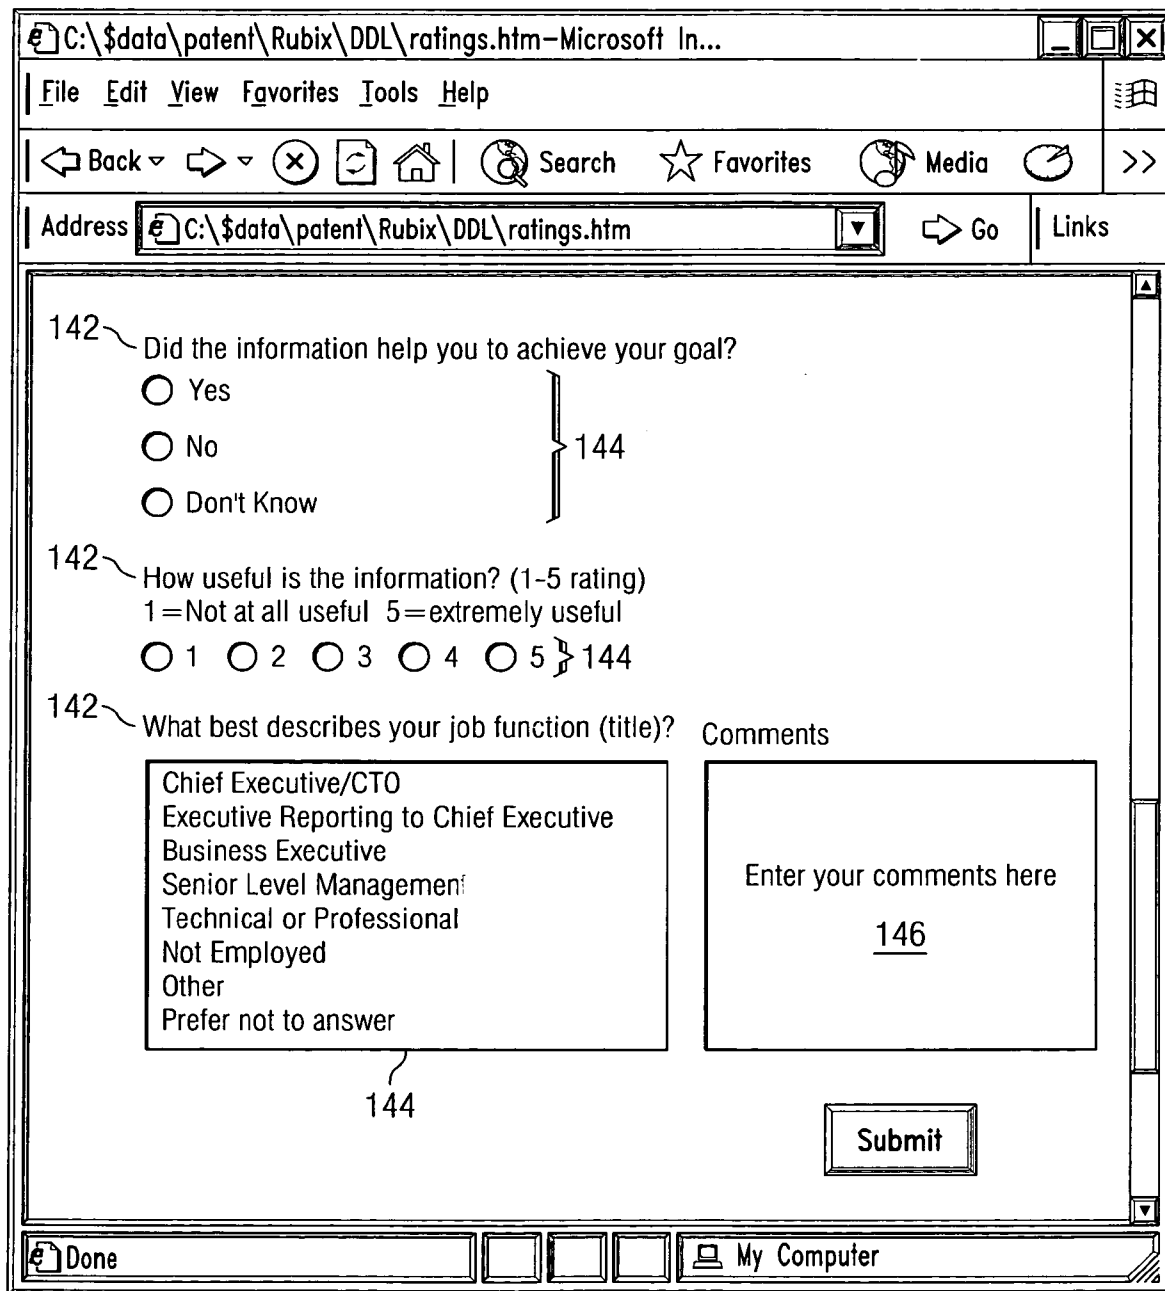 C:\$data\patent\Rubix\DDL\ratings.htm-Microsoft In...
File Edit View Favorites Tools Help
Back Search Favorites Media >>
Address C:\$data\patent\Rubix\DDL\ratings.htm Go Links
142 Did the information help you to achieve your goal?
Yes
No 144
Don't Know
142 How useful is the information? (1-5 rating)
1=Not at all useful 5=extremely useful
1 2 3 4 5 144
142 What best describes your job function (title)? Comments
Chief Executive/CTO
Executive Reporting to Chief Executive
Business Executive
Senior Level Management
Technical or Professional
Not Employed
Other
Prefer not to answer
Enter your comments here
146
144
Submit
Done My Computer